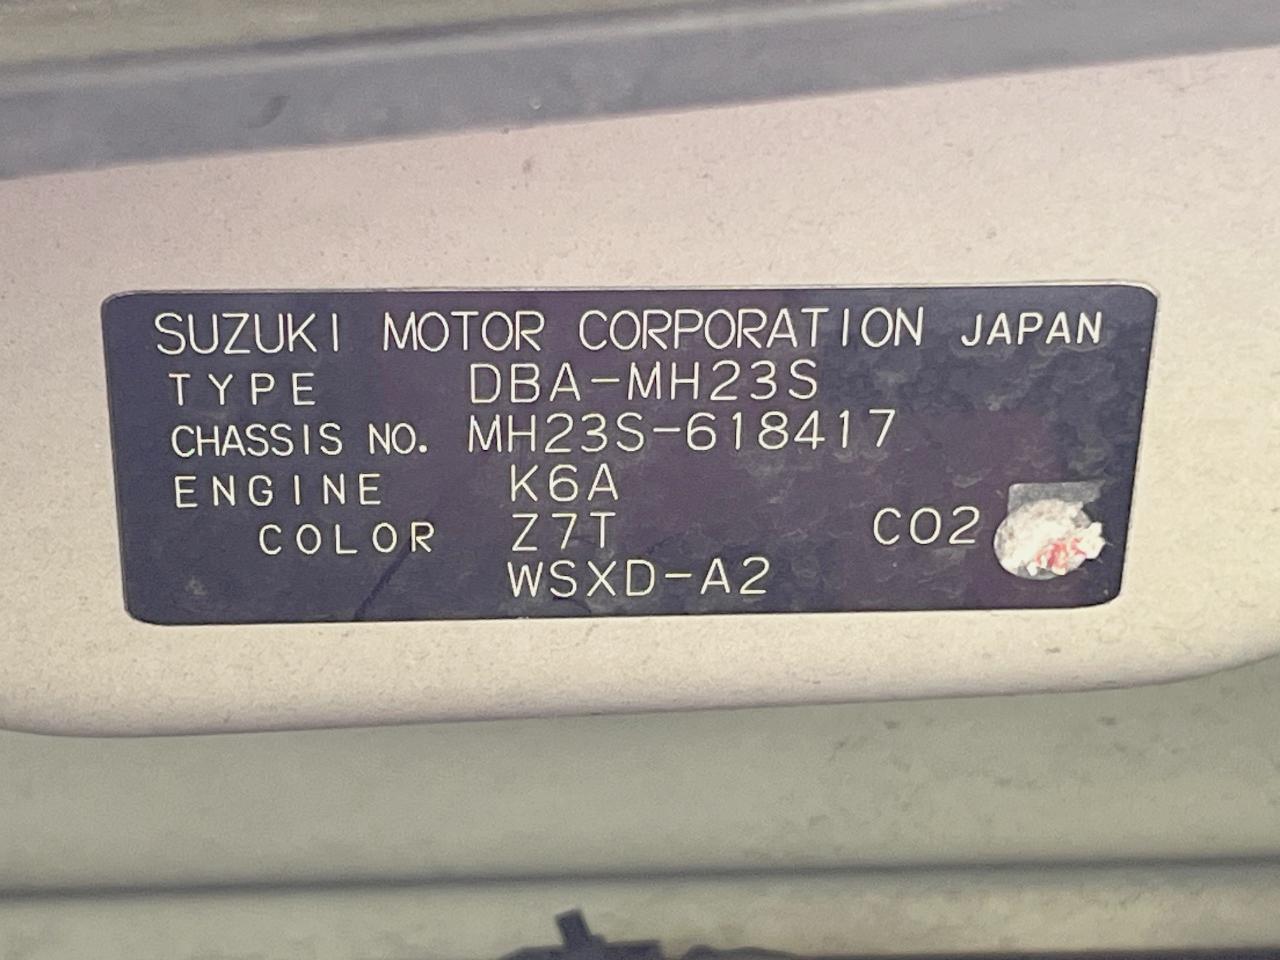 SUZUKI MOTOR CORPORATION JAPAN
TYPE DBA-MH23S
CHASSIS NO. MH23S-618417
ENGINE K6A
COLOR Z7T CO2
WSXD-A2